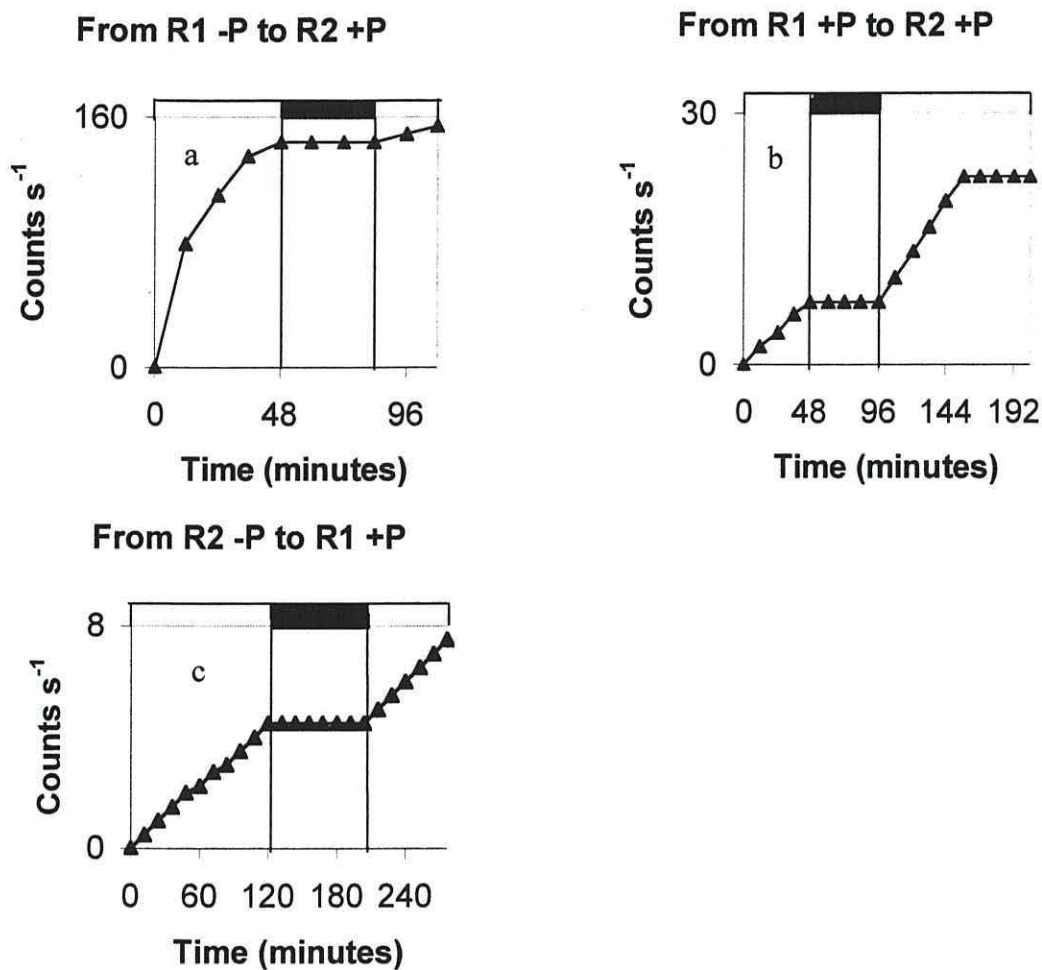 From R1 -P to R2 +P
160
a
Counts s⁻¹
0
0 48 96
Time (minutes)
From R1 +P to R2 +P
30
b
Counts s⁻¹
0
0 48 96 144 192
Time (minutes)
From R2 -P to R1 +P
8
c
Counts s⁻¹
0
0 60 120 180 240
Time (minutes)